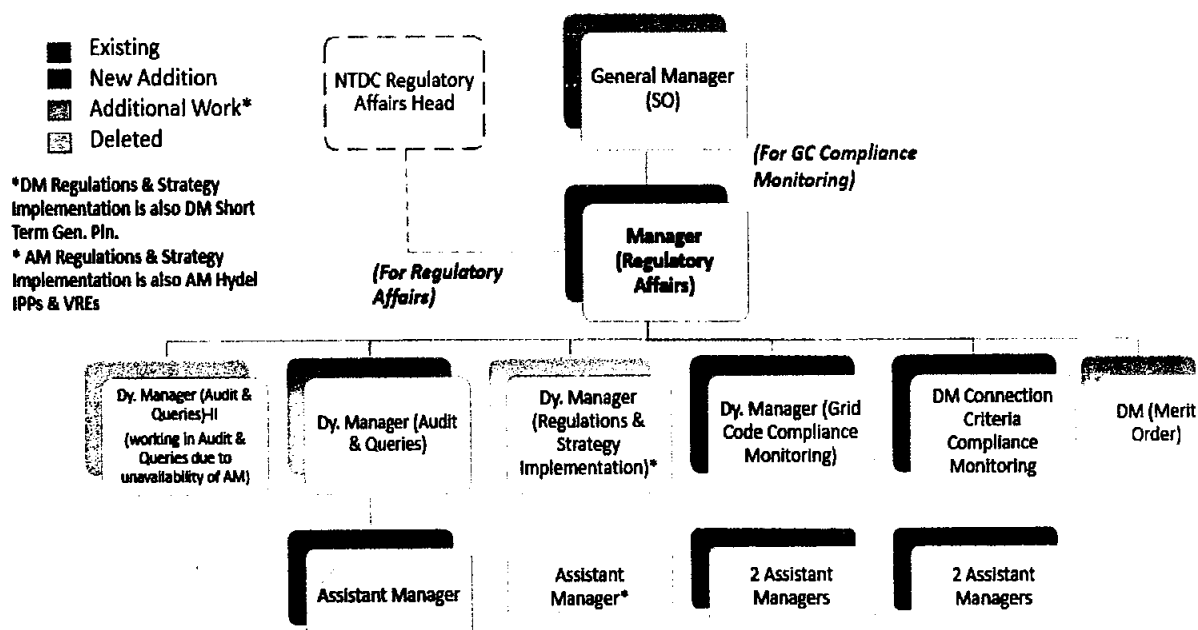 Existing
New Addition
Additional Work*
Deleted
*DM Regulations & Strategy
Implementation is also DM Short
Term Gen. Pln.
* AM Regulations & Strategy
Implementation is also AM Hydel
IPPs & VREs
NTDC Regulatory
Affairs Head
General Manager
(SO)
(For GC Compliance
Monitoring)
Manager
(Regulatory
Affairs)
(For Regulatory
Affairs)
Dy. Manager (Audit &
Queries)-II
(working in Audit &
Queries due to
unavailability of AM)
Dy. Manager (Audit
& Queries)
Dy. Manager
(Regulations &
Strategy
Implementation)*
Dy. Manager (Grid
Code Compliance
Monitoring)
DM Connection
Criteria
Compliance
Monitoring
DM (Merit
Order)
Assistant Manager
Assistant
Manager*
2 Assistant
Managers
2 Assistant
Managers